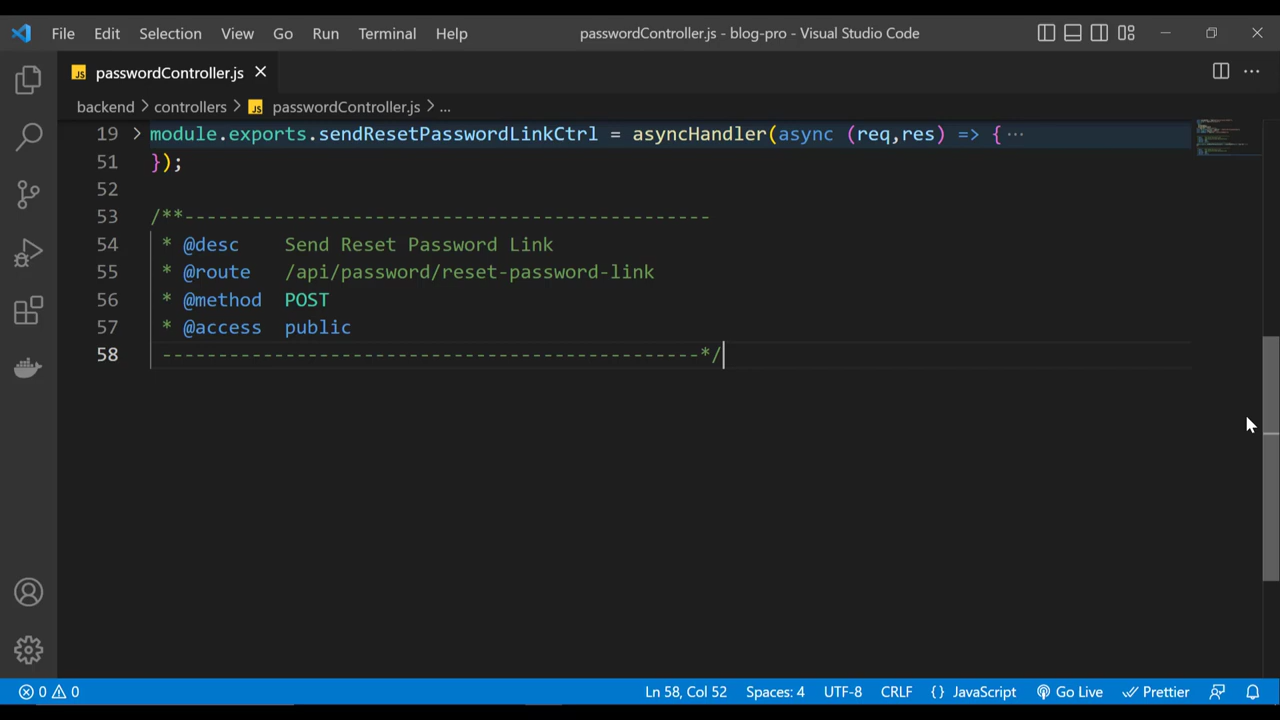 File Edit Selection View Go Run Terminal Help passwordController.js - blog-pro - Visual Studio Code
JS passwordController.js
backend > controllers > JS passwordController.js > ...
19 > module.exports.sendResetPasswordLinkCtrl = asyncHandler(async (req,res) => { ···
51 });
52
53 /**-----------------------------------------------
54 * @desc    Send Reset Password Link
55 * @route   /api/password/reset-password-link
56 * @method  POST
57 * @access  public
58 ------------------------------------------------*/
0 0 Ln 58, Col 52 Spaces: 4 UTF-8 CRLF {} JavaScript Go Live Prettier